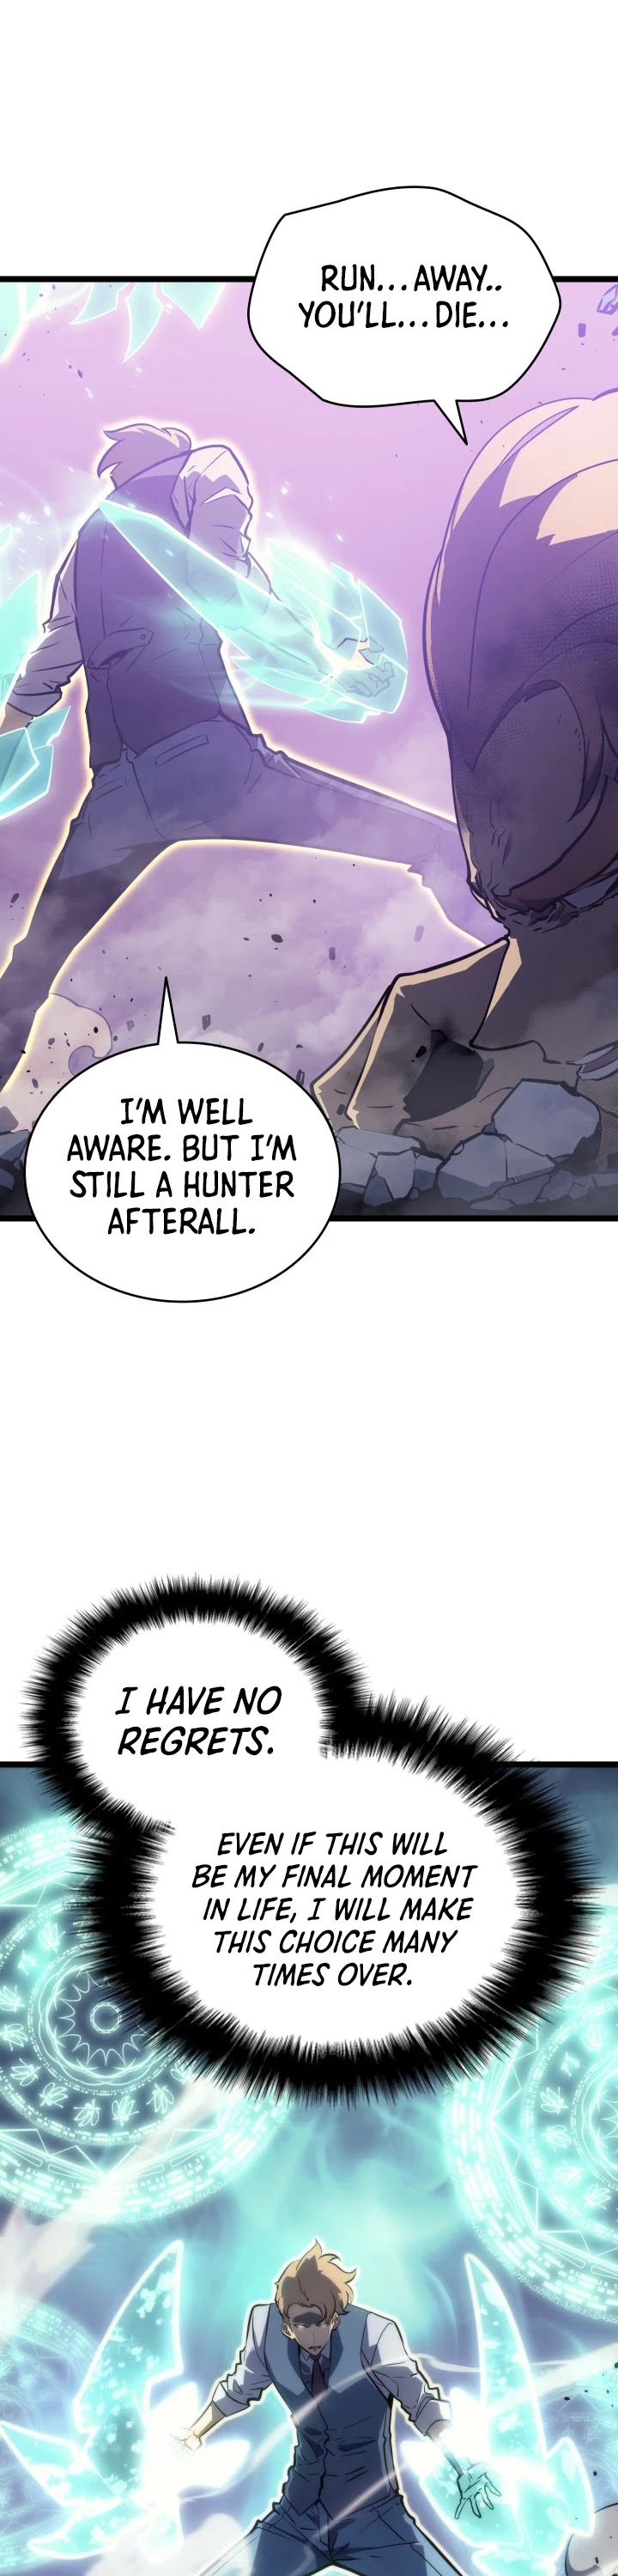 RUN...AWAY..
YOU'LL...DIE...
I'M WELL
AWARE. BUT I'M
STILL A HUNTER
AFTERALL.
I HAVE NO
REGRETS.
EVEN IF THIS WILL
BE MY FINAL MOMENT
IN LIFE, I WILL MAKE
THIS CHOICE MANY
TIMES OVER.